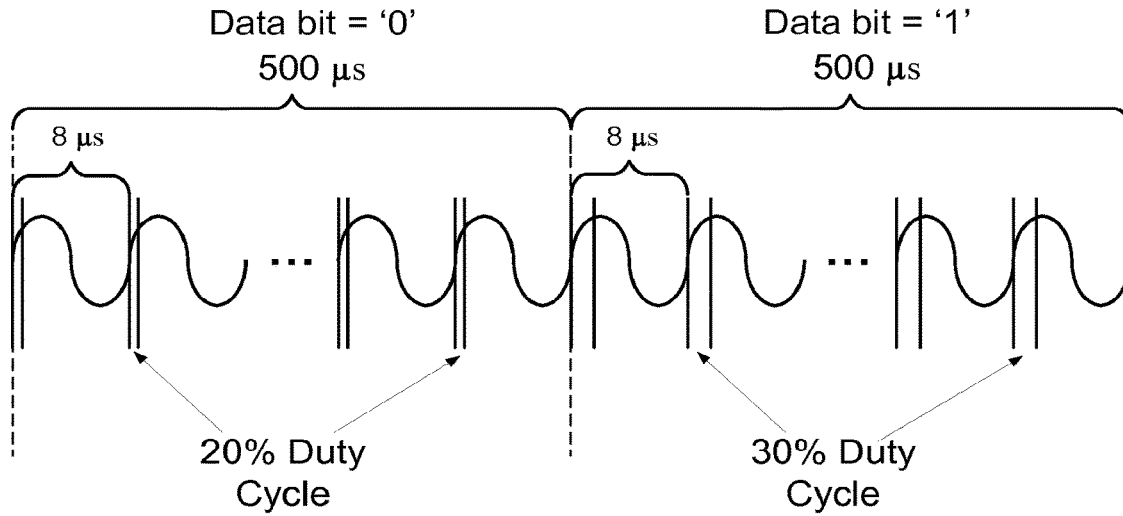 Data bit = ‘0’
500 μs
Data bit = ‘1’
500 μs
8 μs
8 μs
...
...
20% Duty
Cycle
30% Duty
Cycle